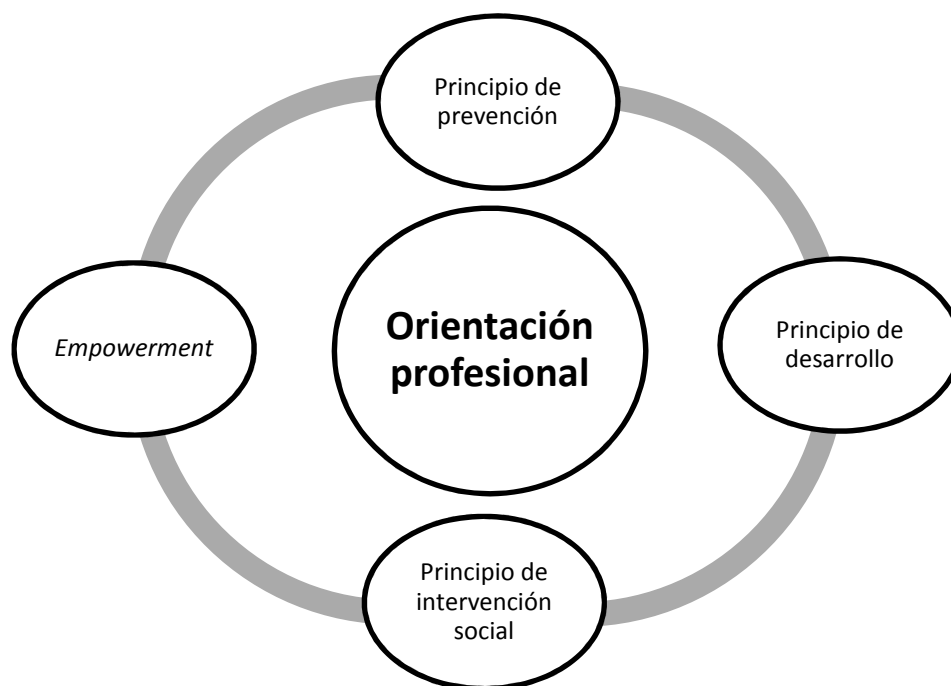 Principio de
prevención
Orientación
profesional
Empowerment
Principio de
desarrollo
Principio de
intervención
social